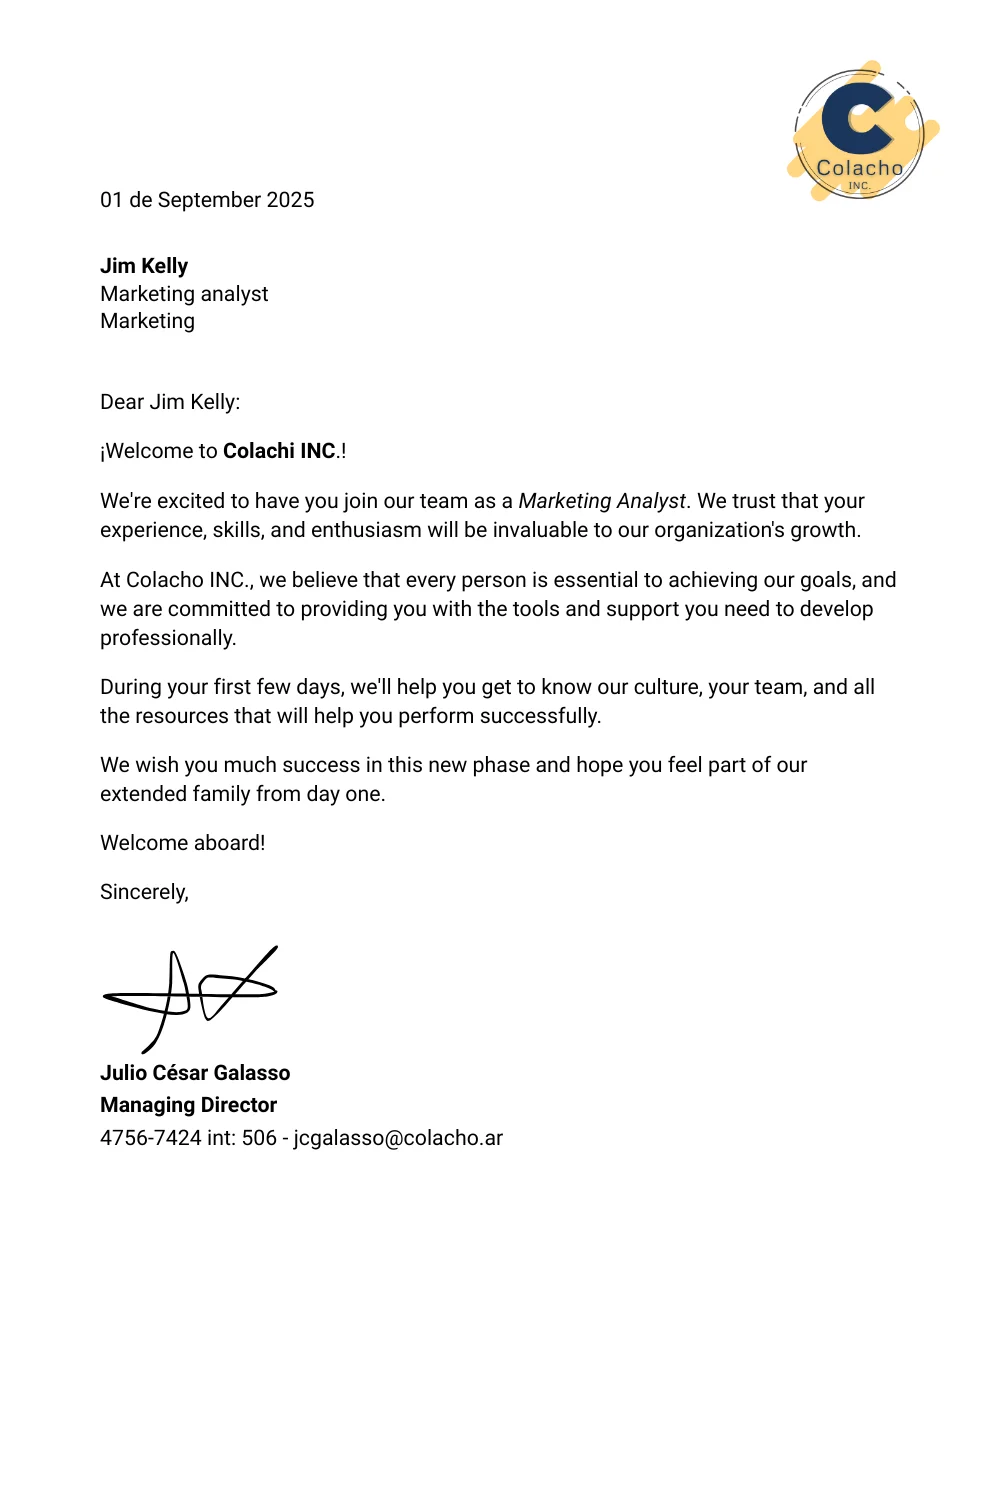 Colacho
INC.
01 de September 2025
Jim Kelly
Marketing analyst
Marketing
Dear Jim Kelly:
¡Welcome to Colachi INC.!
We're excited to have you join our team as a Marketing Analyst. We trust that your
experience, skills, and enthusiasm will be invaluable to our organization's growth.
At Colacho INC., we believe that every person is essential to achieving our goals, and
we are committed to providing you with the tools and support you need to develop
professionally.
During your first few days, we'll help you get to know our culture, your team, and all
the resources that will help you perform successfully.
We wish you much success in this new phase and hope you feel part of our
extended family from day one.
Welcome aboard!
Sincerely,
Julio César Galasso
Managing Director
4756-7424 int: 506 - jcgalasso@colacho.ar